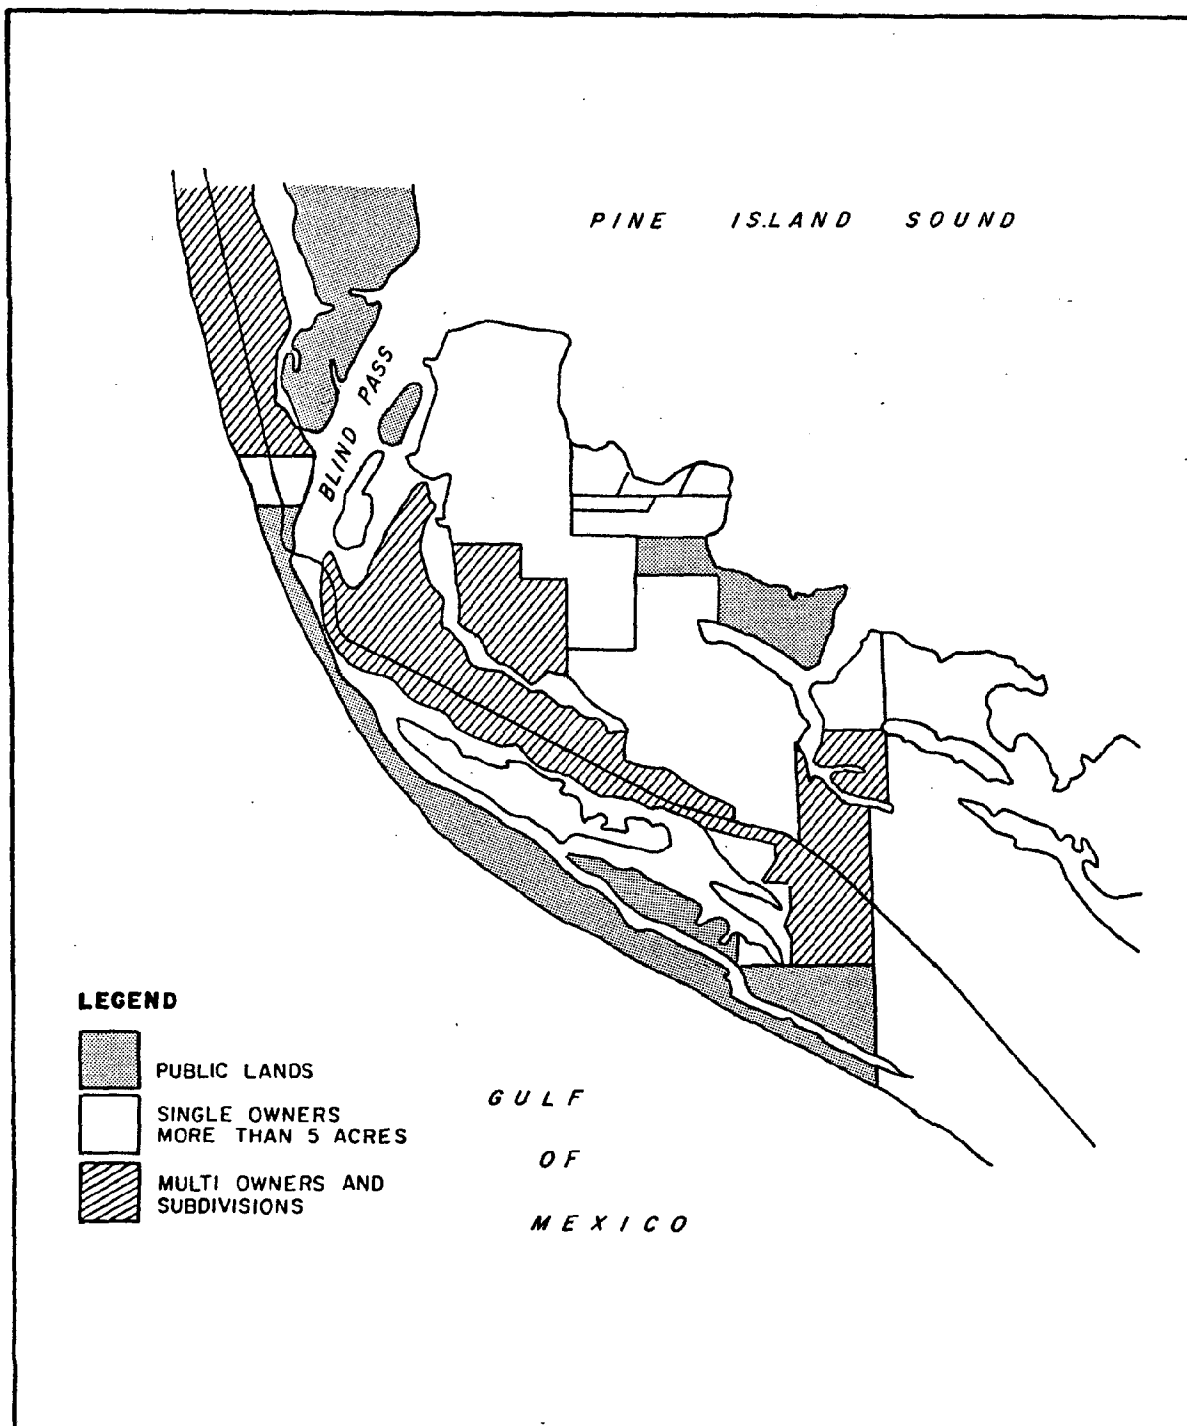 PINE ISLAND SOUND
BLIND PASS
LEGEND
PUBLIC LANDS
SINGLE OWNERS
MORE THAN 5 ACRES
MULTI OWNERS AND
SUBDIVISIONS
GULF
OF
MEXICO